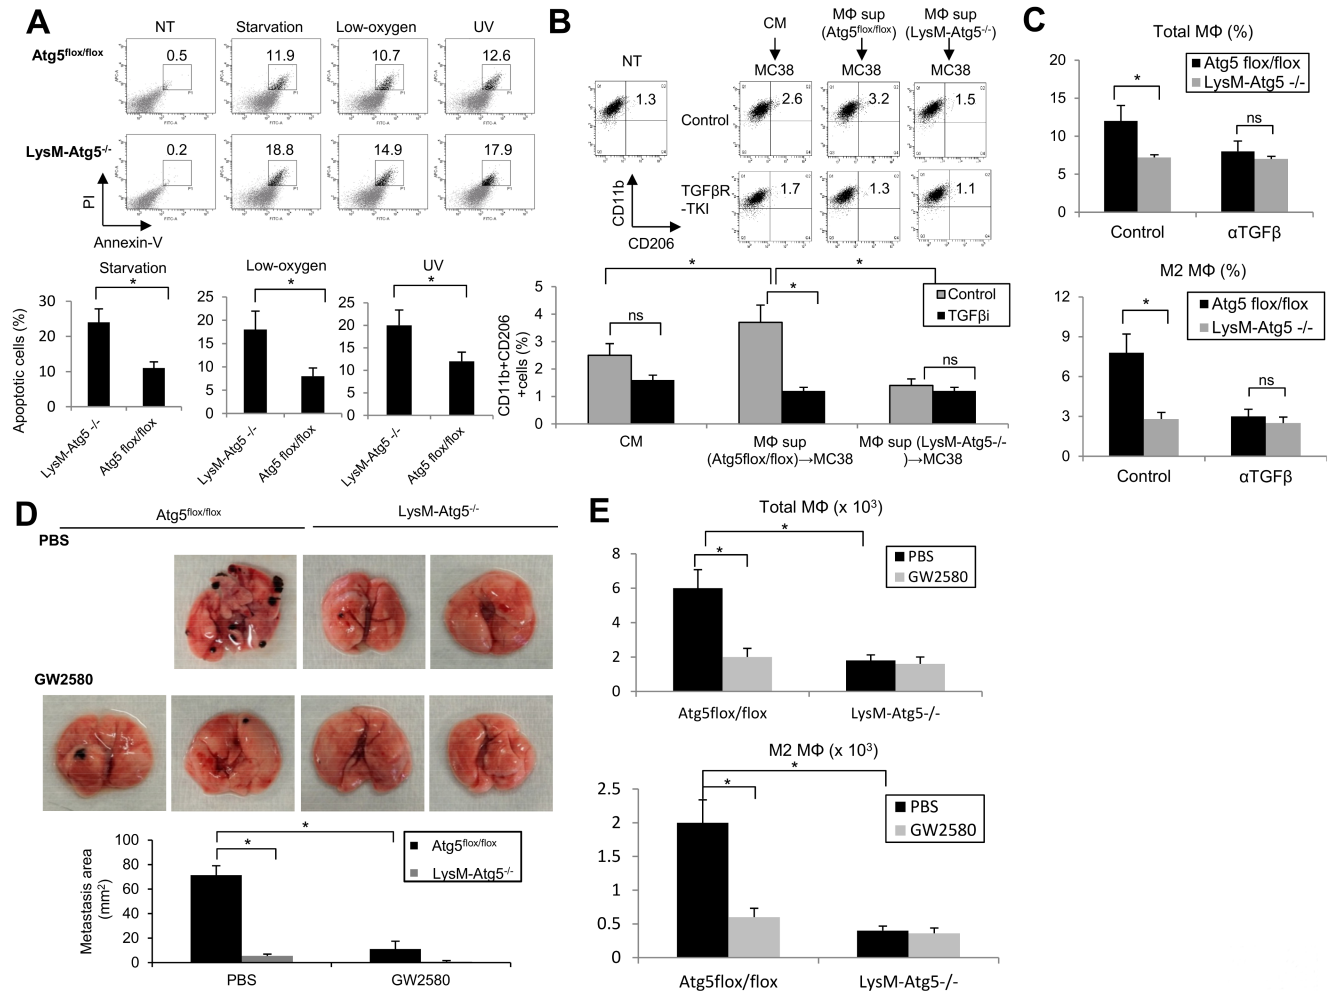 A
NT
Starvation
Low-oxygen
UV
Atg5flox/flox
0.5
11.9
10.7
12.6
LysM-Atg5-/-
0.2
18.8
14.9
17.9
PI
Annexin-V
FITC-A
P1
Starvation
Low-oxygen
UV
*
*
*
Apoptotic cells (%)
30
20
10
0
25
20
15
10
5
0
25
20
15
10
5
0
LysM-Atg5 -/-
Atg5 flox/flox
LysM-Atg5 -/-
Atg5 flox/flox
LysM-Atg5 -/-
Atg5 flox/flox
B
CM
MΦ sup
(Atg5flox/flox)
MΦ sup
(LysM-Atg5-/-)
NT
MC38
MC38
MC38
1.3
Control
2.6
3.2
1.5
TGFβR
-TKI
1.7
1.3
1.1
CD11b
CD206
CD11b+CD206
+cells (%)
5
4
3
2
1
0
*
*
*
ns
ns
Control
TGFβi
CM
MΦ sup
(Atg5flox/flox)→MC38
MΦ sup (LysM-Atg5-/-
)→MC38
C
Total MΦ (%)
20
15
10
5
0
*
ns
Atg5 flox/flox
LysM-Atg5 -/-
Control
αTGFβ
M2 MΦ (%)
12
9
6
3
0
*
ns
Atg5 flox/flox
LysM-Atg5 -/-
Control
αTGFβ
D
Atg5flox/flox
LysM-Atg5-/-
PBS
GW2580
Metastasis area
(mm2)
100
80
60
40
20
0
*
*
Atg5flox/flox
LysM-Atg5-/-
PBS
GW2580
E
Total MΦ (x 103)
8
6
4
2
0
*
*
PBS
GW2580
Atg5flox/flox
LysM-Atg5-/-
M2 MΦ (x 103)
2.5
2
1.5
1
0.5
0
*
*
PBS
GW2580
Atg5flox/flox
LysM-Atg5-/-